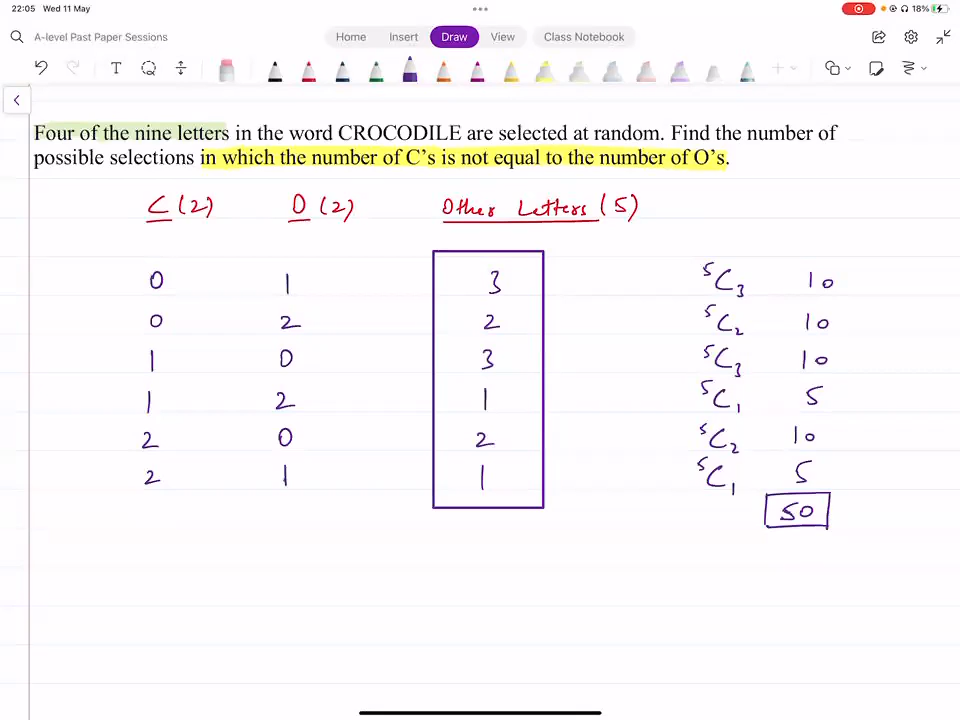 22:05 Wed 11 May 18%
A-level Past Paper Sessions Home Insert Draw View Class Notebook
Four of the nine letters in the word CROCODILE are selected at random. Find the number of
possible selections in which the number of C's is not equal to the number of O's.
C (2) O (2) Other Letters (5)
0 1 3 ⁵C₃ 10
0 2 2 ⁵C₂ 10
1 0 3 ⁵C₃ 10
1 2 1 ⁵C₁ 5
2 0 2 ⁵C₂ 10
2 1 1 ⁵C₁ 5
50